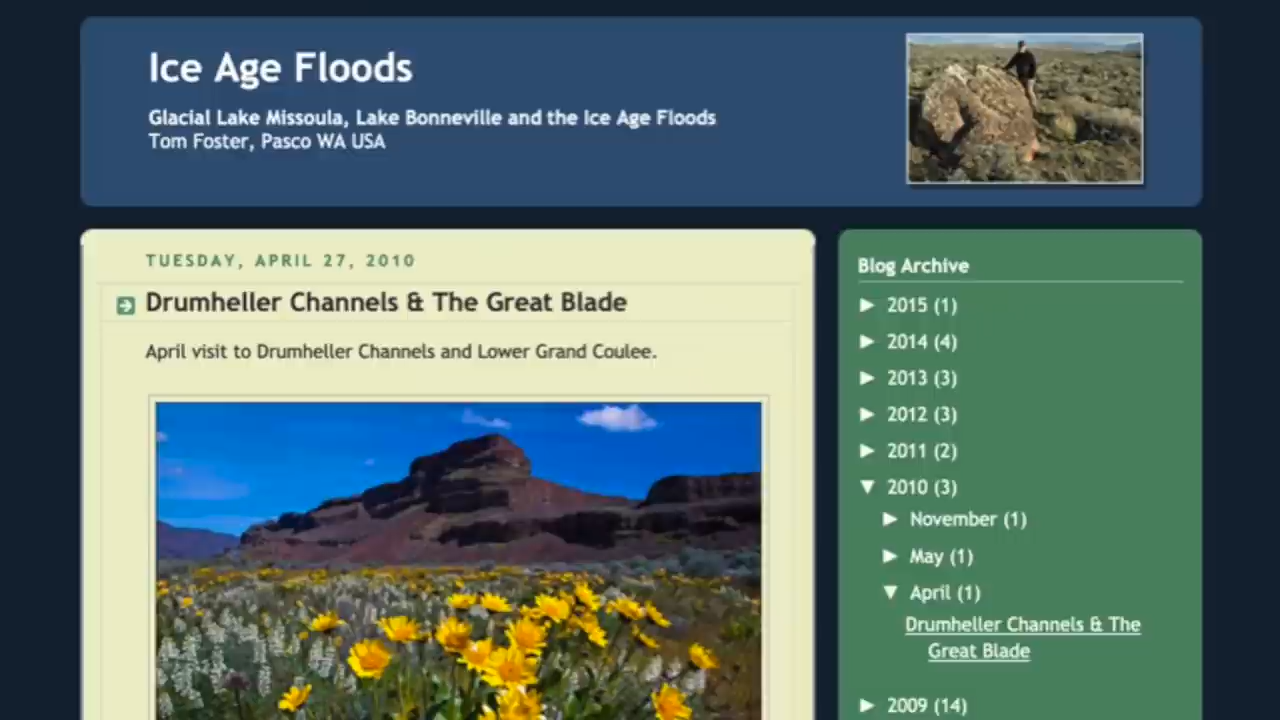 Ice Age Floods
Glacial Lake Missoula, Lake Bonneville and the Ice Age Floods
Tom Foster, Pasco WA USA
TUESDAY, APRIL 27, 2010
Drumheller Channels & The Great Blade
April visit to Drumheller Channels and Lower Grand Coulee.
Blog Archive
► 2015 (1)
► 2014 (4)
► 2013 (3)
► 2012 (3)
► 2011 (2)
▼ 2010 (3)
► November (1)
► May (1)
▼ April (1)
Drumheller Channels & The
Great Blade
► 2009 (14)